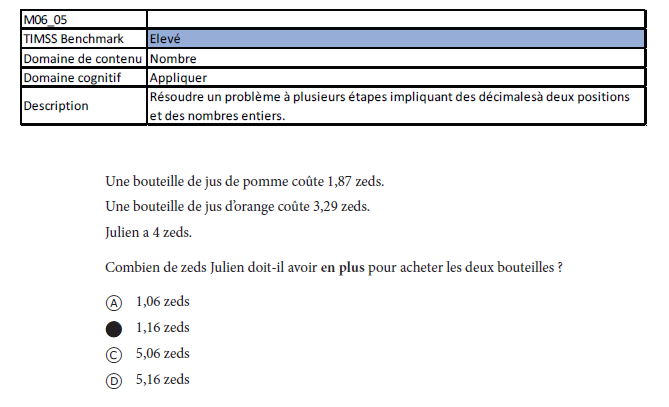 M06_05
TIMSS Benchmark Elevé
Domaine de contenu Nombre
Domaine cognitif Appliquer
Description Résoudre un problème à plusieurs étapes impliquant des décimalesà deux positions
et des nombres entiers.
Une bouteille de jus de pomme coûte 1,87 zeds.
Une bouteille de jus d'orange coûte 3,29 zeds.
Julien a 4 zeds.
Combien de zeds Julien doit-il avoir en plus pour acheter les deux bouteilles ?
A 1,06 zeds
1,16 zeds
C 5,06 zeds
D 5,16 zeds